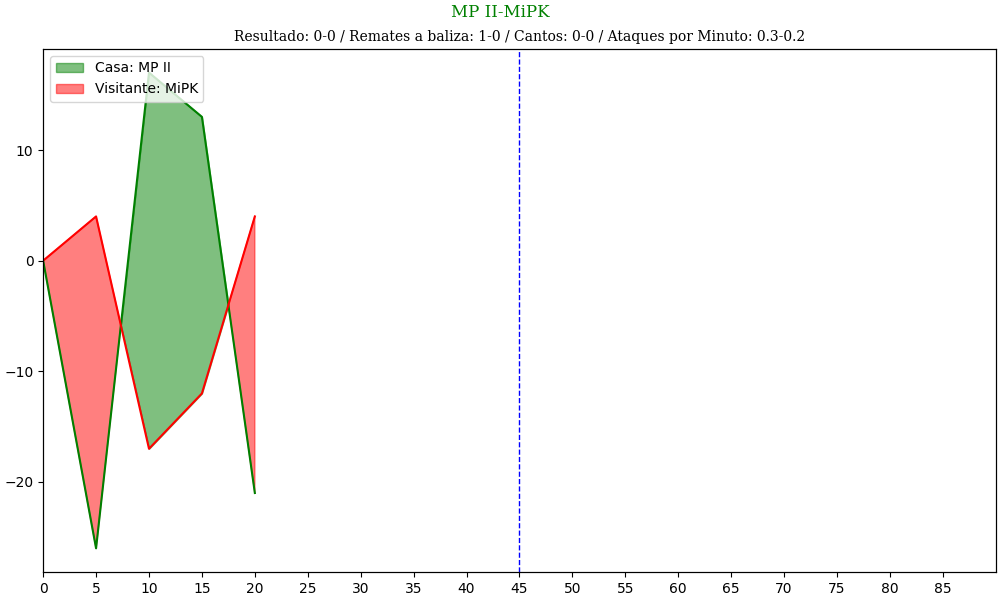 MP II-MiPK
Resultado: 0-0 / Remates a baliza: 1-0 / Cantos: 0-0 / Ataques por Minuto: 0.3-0.2
Casa: MP II
Visitante: MiPK
10
0
−10
−20
0 5 10 15 20 25 30 35 40 45 50 55 60 65 70 75 80 85